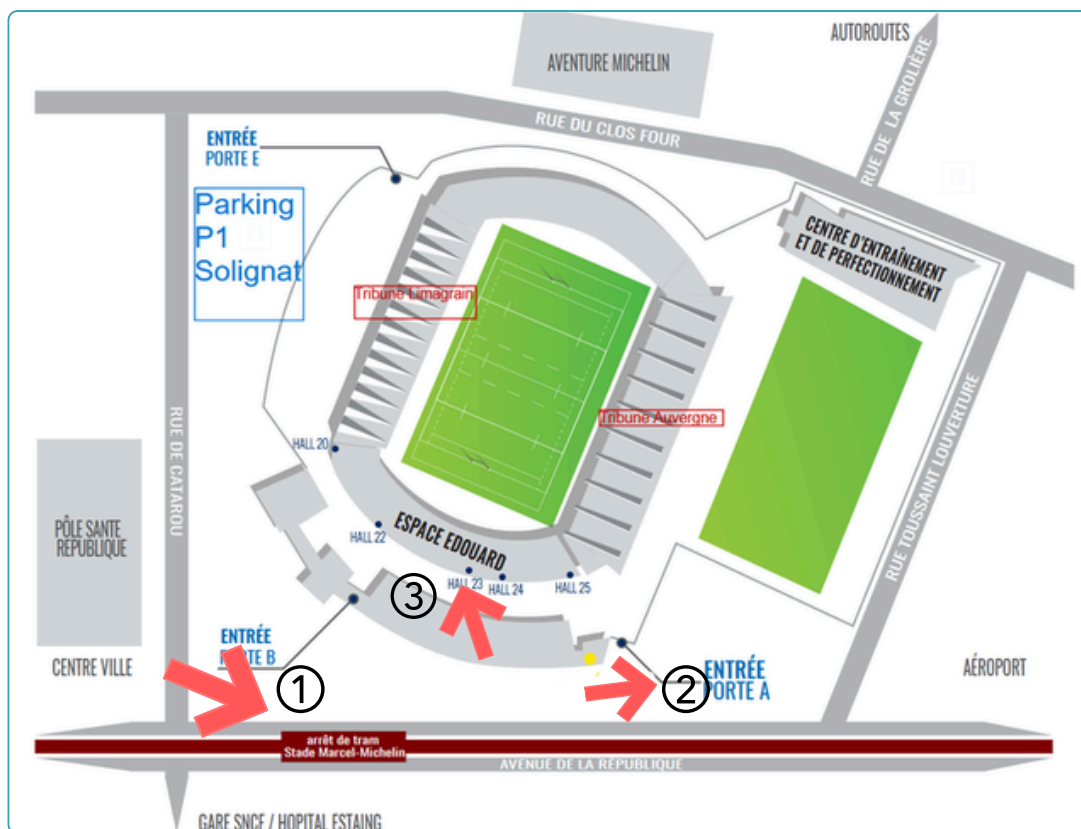 AUTOROUTES
AVENTURE MICHELIN
RUE DE LA GROLIÈRE
RUE DU CLOS FOUR
ENTRÉE
PORTE E
Parking
P1
Solignat
CENTRE D'ENTRAÎNEMENT
ET DE PERFECTIONNEMENT
Tribune Limagrain
Tribune Auvergne
RUE DE CATAROU
RUE TOUSSAINT LOUVERTURE
HALL 20
PÔLE SANTE
RÉPUBLIQUE
HALL 22
ESPACE EDOUARD
HALL 23
HALL 24
HALL 25
③
ENTRÉE
PORTE B
CENTRE VILLE
①
②
ENTRÉE
PORTE A
AÉROPORT
arrêt de tram
Stade Marcel-Michelin
AVENUE DE LA RÉPUBLIQUE
GARE SNCF / HOPITAL ESTAING